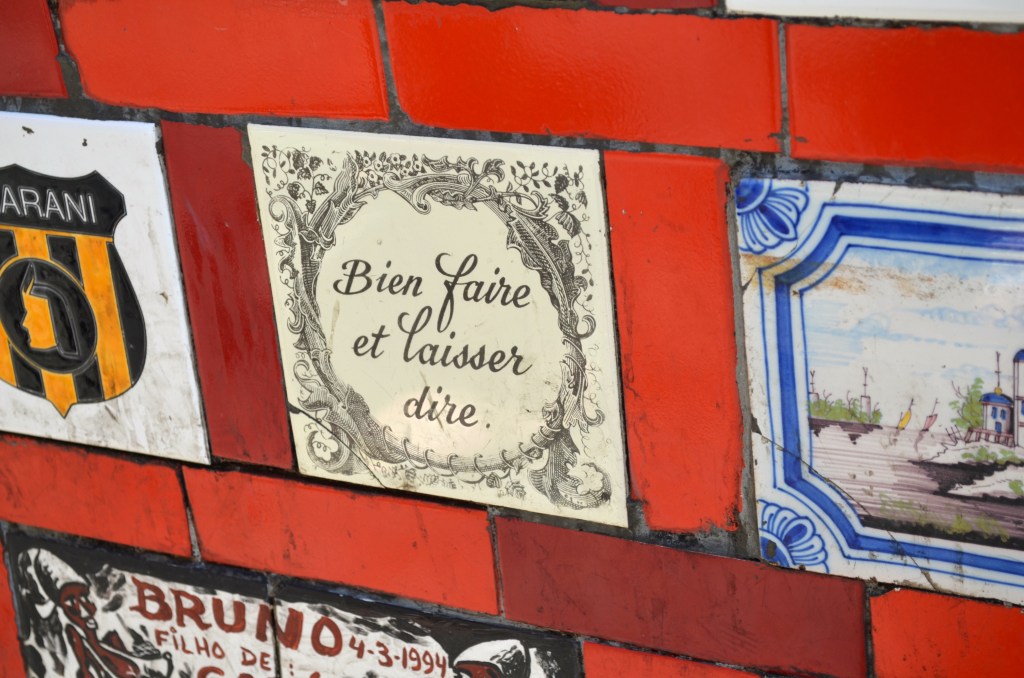 ARANI
Bien faire
et laisser
dire.
BRUNO 4-3-1994
FILHO DE: